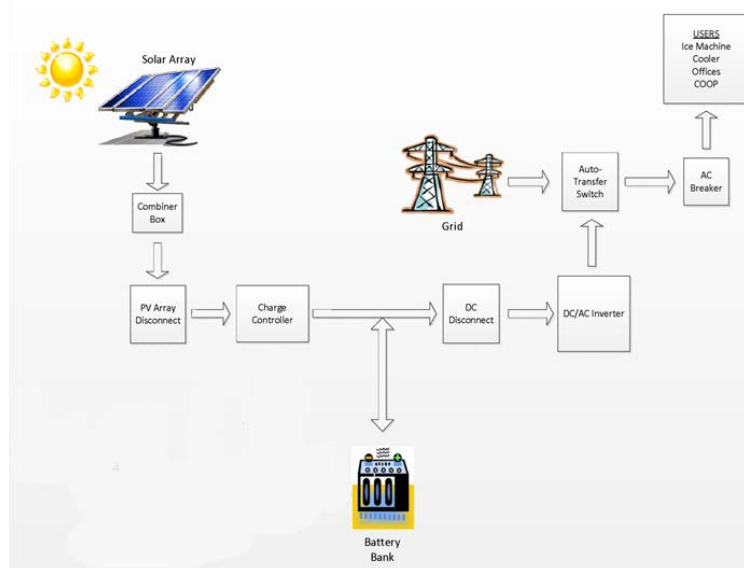 Solar Array
USERS
Ice Machine
Cooler
Offices
COOP
Auto-
Transfer
Switch
AC
Breaker
Combiner
Box
Grid
PV Array
Disconnect
Charge
Controller
DC
Disconnect
DC/AC Inverter
Battery
Bank